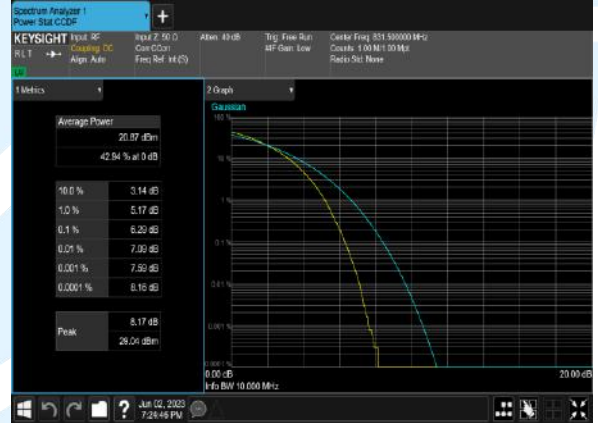 Spectrum Analyzer 1
Power Stat CCDF
+
KEYSIGHT
Input: RF
Input Z: 50 Ω
Atten: 40 dB
Trig: Free Run
Center Freq: 831.500000 MHz
R L T
Coupling: DC
Corr CCorr
#IF Gain: Low
Counts: 1.00 M/1.00 Mpt
Align: Auto
Freq Ref: Int (S)
Radio Std: None
1 Metrics
2 Graph
Gaussian
Average Power
20.87 dBm
42.94 % at 0 dB
10.0 % 3.14 dB
1.0 % 5.17 dB
0.1 % 6.29 dB
0.01 % 7.09 dB
0.001 % 7.59 dB
0.0001 % 8.16 dB
Peak
8.17 dB
29.04 dBm
100 %
10 %
1 %
0.1 %
0.01 %
0.001 %
0.0001 %
0.00 dB
20.00 dB
Info BW 10.000 MHz
?
Jun 02, 2023
7:24:46 PM